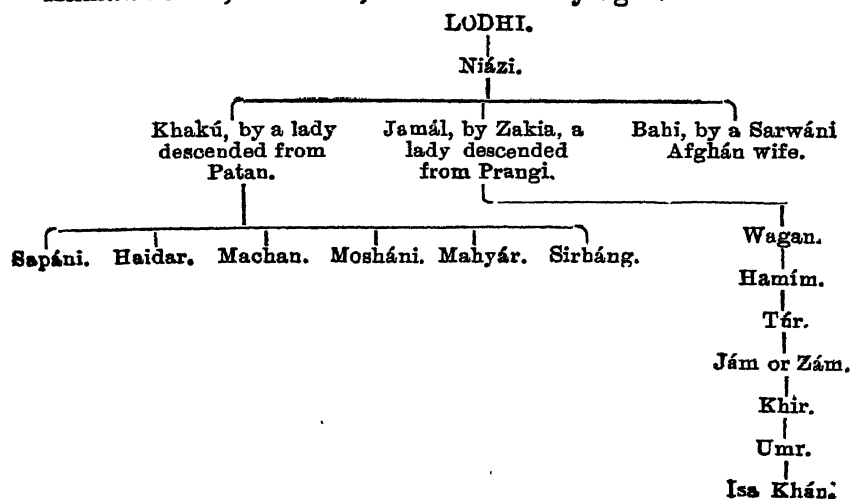 LODHI.
Niázi.
Khakú, by a lady descended from Patan.
Jamál, by Zakia, a lady descended from Prangi.
Bahi, by a Sarwáni Afghán wife.
Sapáni. Haidar. Machan. Mosháni. Mahyár. Sirbáng.
Wagan.
Hamím.
Túr.
Jám or Zám.
Khir.
Umr.
Isa Khán.